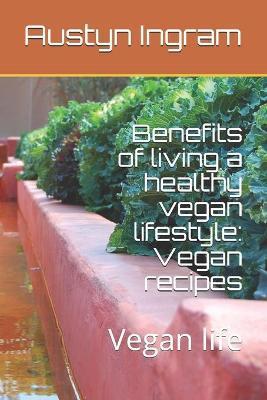 Austyn Ingram
Benefits
of living a
healthy
vegan
lifestyle:
Vegan
recipes
Vegan life